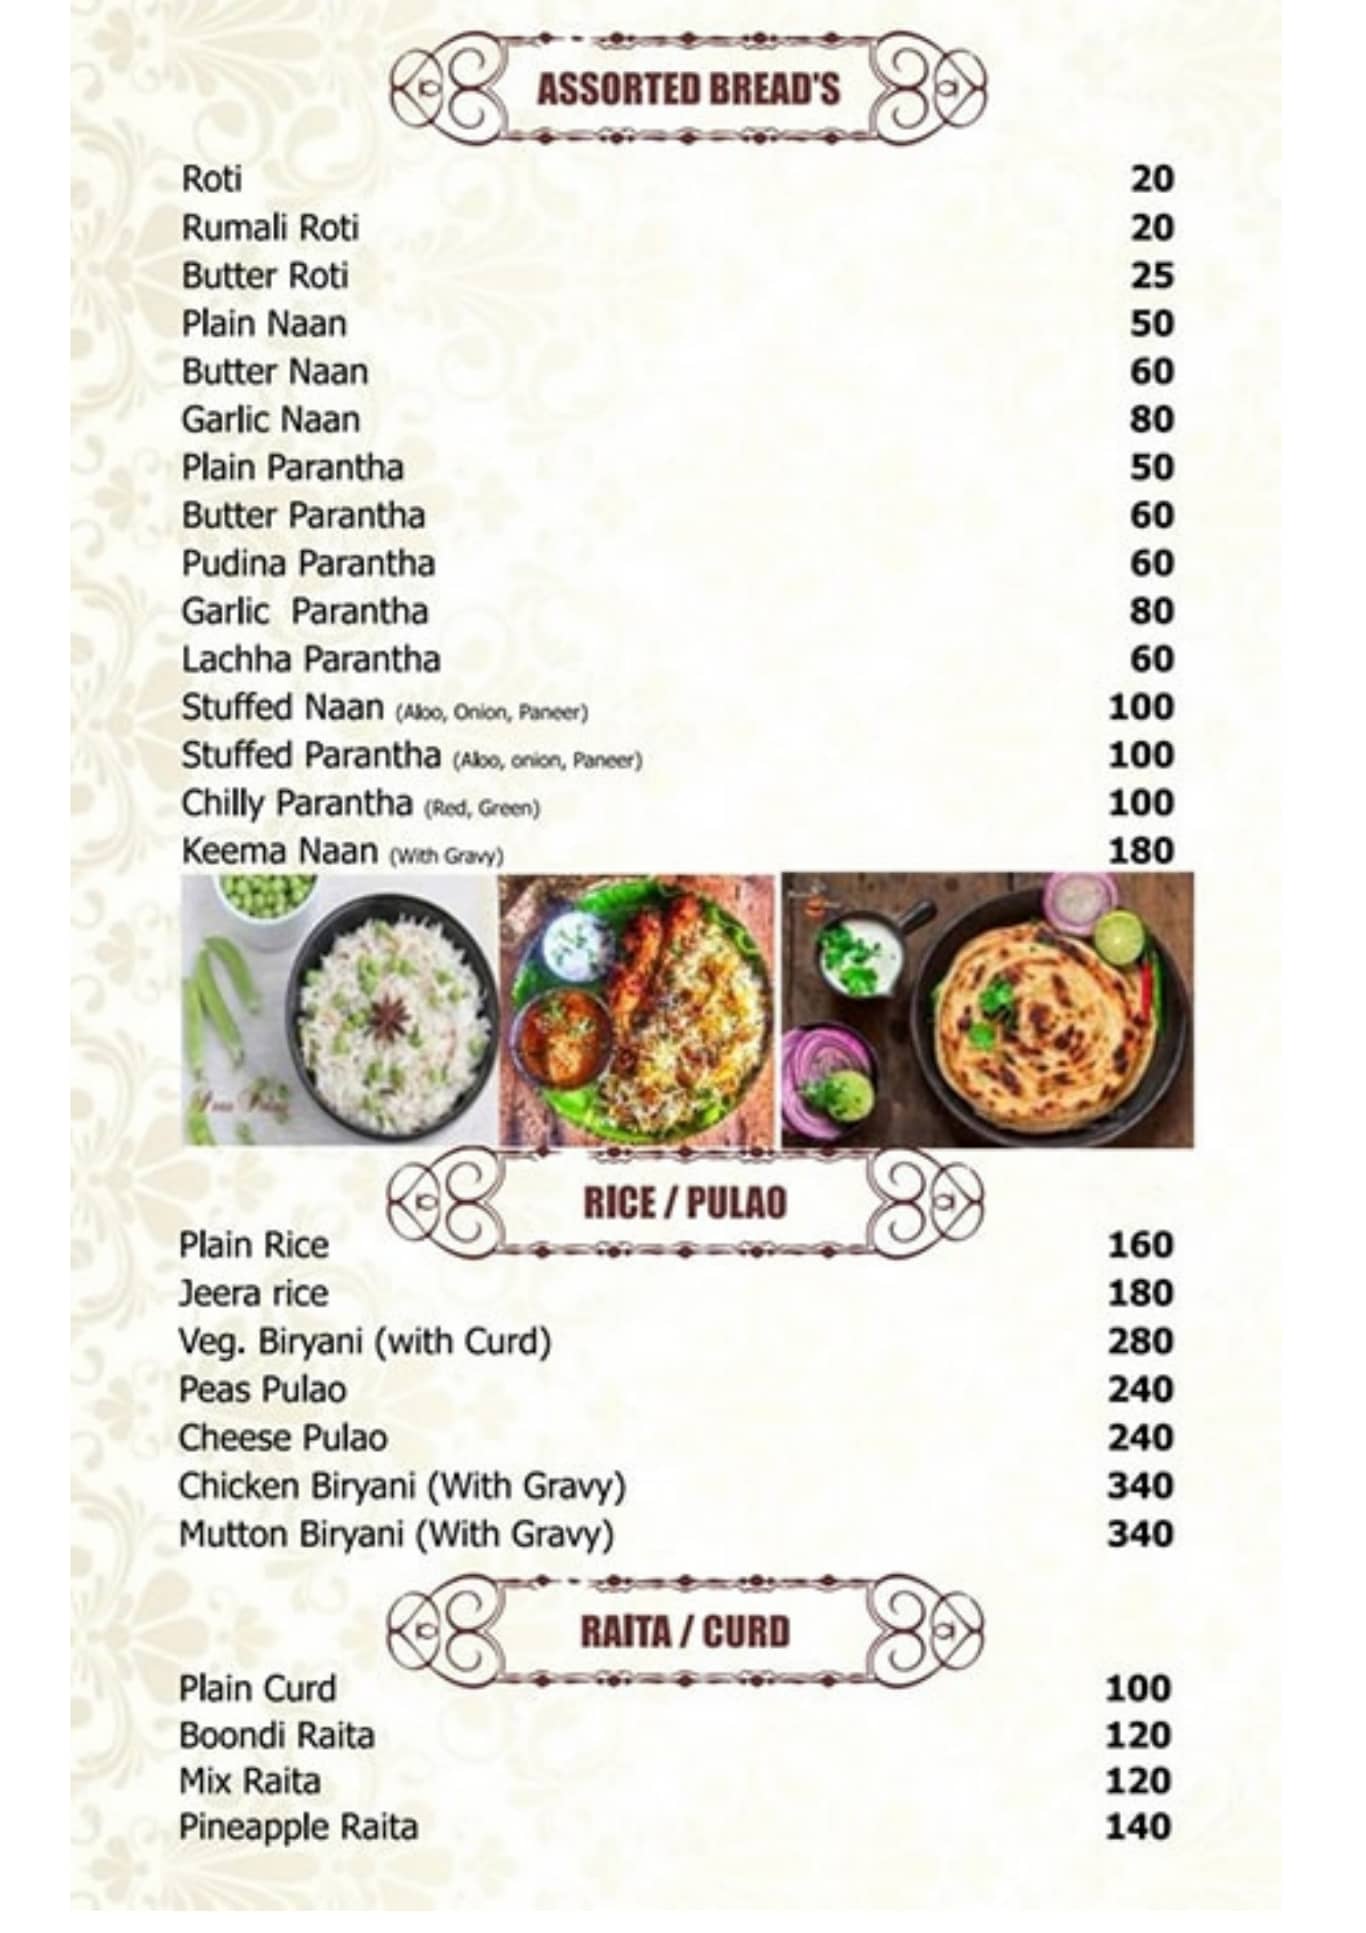 ASSORTED BREAD'S
Roti 20
Rumali Roti 20
Butter Roti 25
Plain Naan 50
Butter Naan 60
Garlic Naan 80
Plain Parantha 50
Butter Parantha 60
Pudina Parantha 60
Garlic Parantha 80
Lachha Parantha 60
Stuffed Naan (Aloo, Onion, Paneer) 100
Stuffed Parantha (Aloo, onion, Paneer) 100
Chilly Parantha (Red, Green) 100
Keema Naan (With Gravy) 180
RICE / PULAO
Plain Rice 160
Jeera rice 180
Veg. Biryani (with Curd) 280
Peas Pulao 240
Cheese Pulao 240
Chicken Biryani (With Gravy) 340
Mutton Biryani (With Gravy) 340
RAITA / CURD
Plain Curd 100
Boondi Raita 120
Mix Raita 120
Pineapple Raita 140